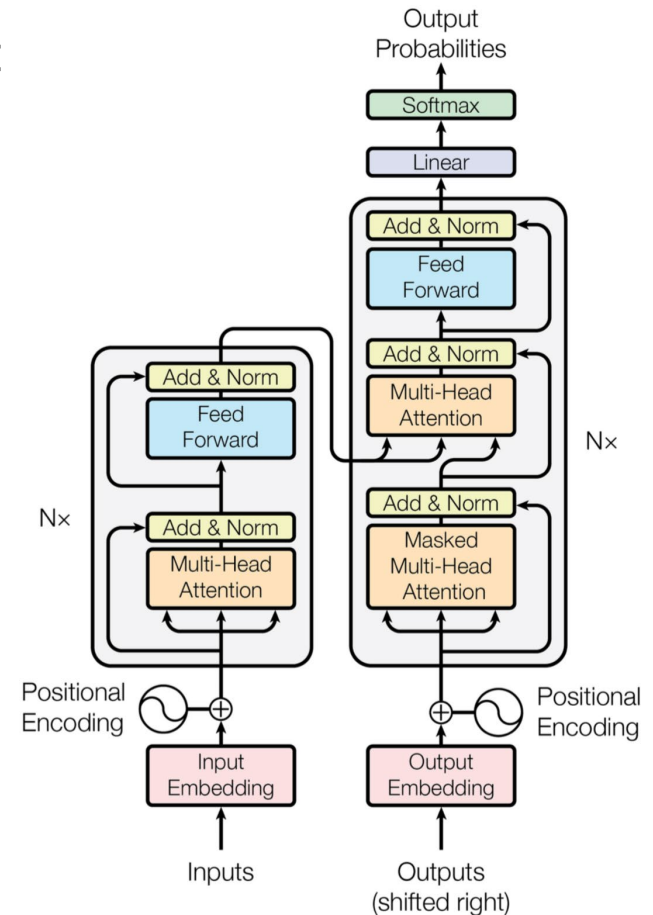 Output
Probabilities
Softmax
Linear
Add & Norm
Feed
Forward
Add & Norm
Multi-Head
Attention
Nx
Add & Norm
Masked
Multi-Head
Attention
Add & Norm
Feed
Forward
Nx
Add & Norm
Multi-Head
Attention
Positional
Encoding
Positional
Encoding
Input
Embedding
Output
Embedding
Inputs
Outputs
(shifted right)